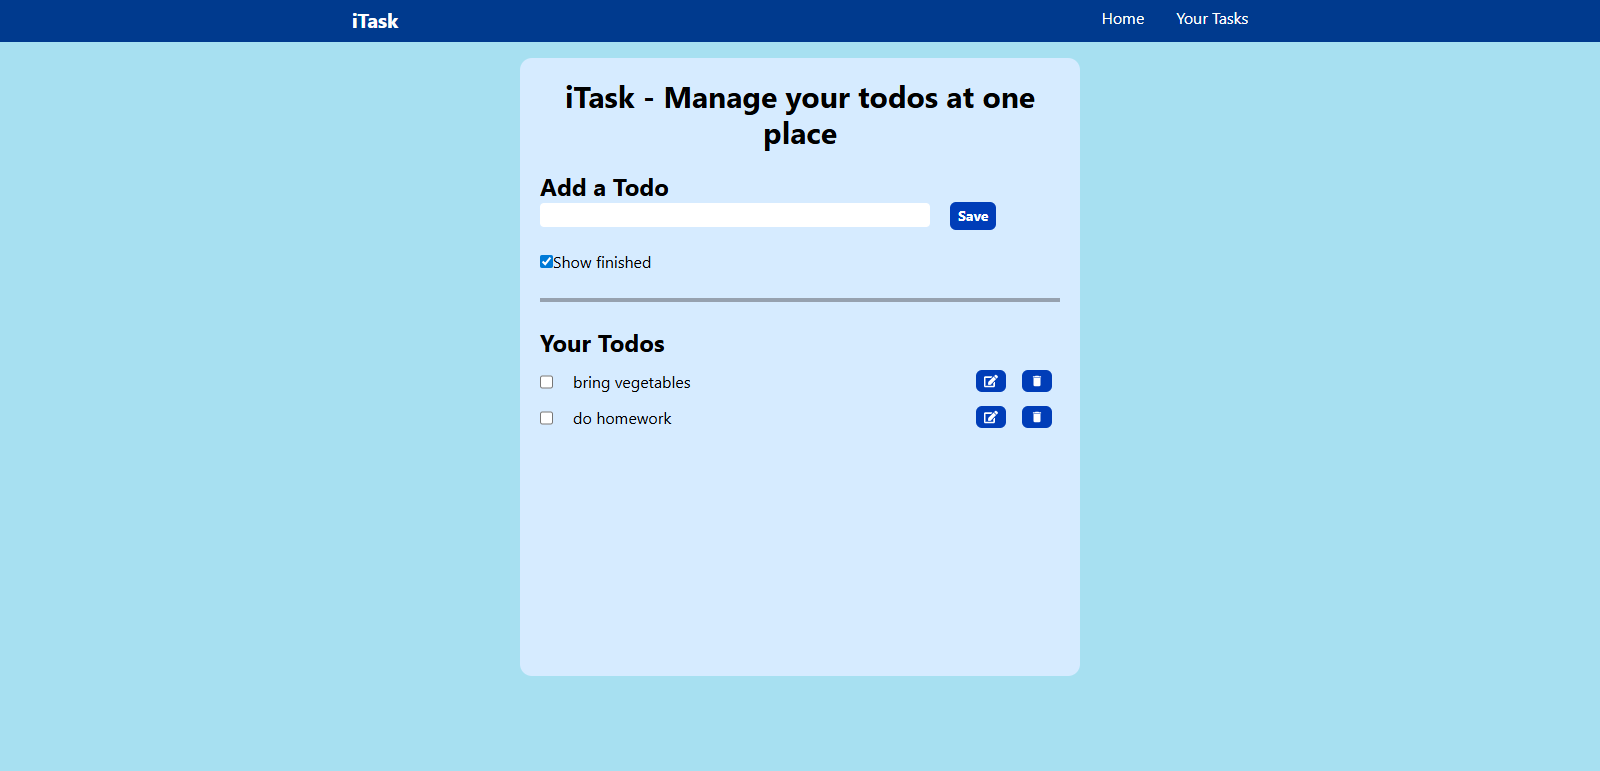 iTask
Home
Your Tasks
iTask - Manage your todos at one
place
Add a Todo
Save
Show finished
Your Todos
bring vegetables
do homework